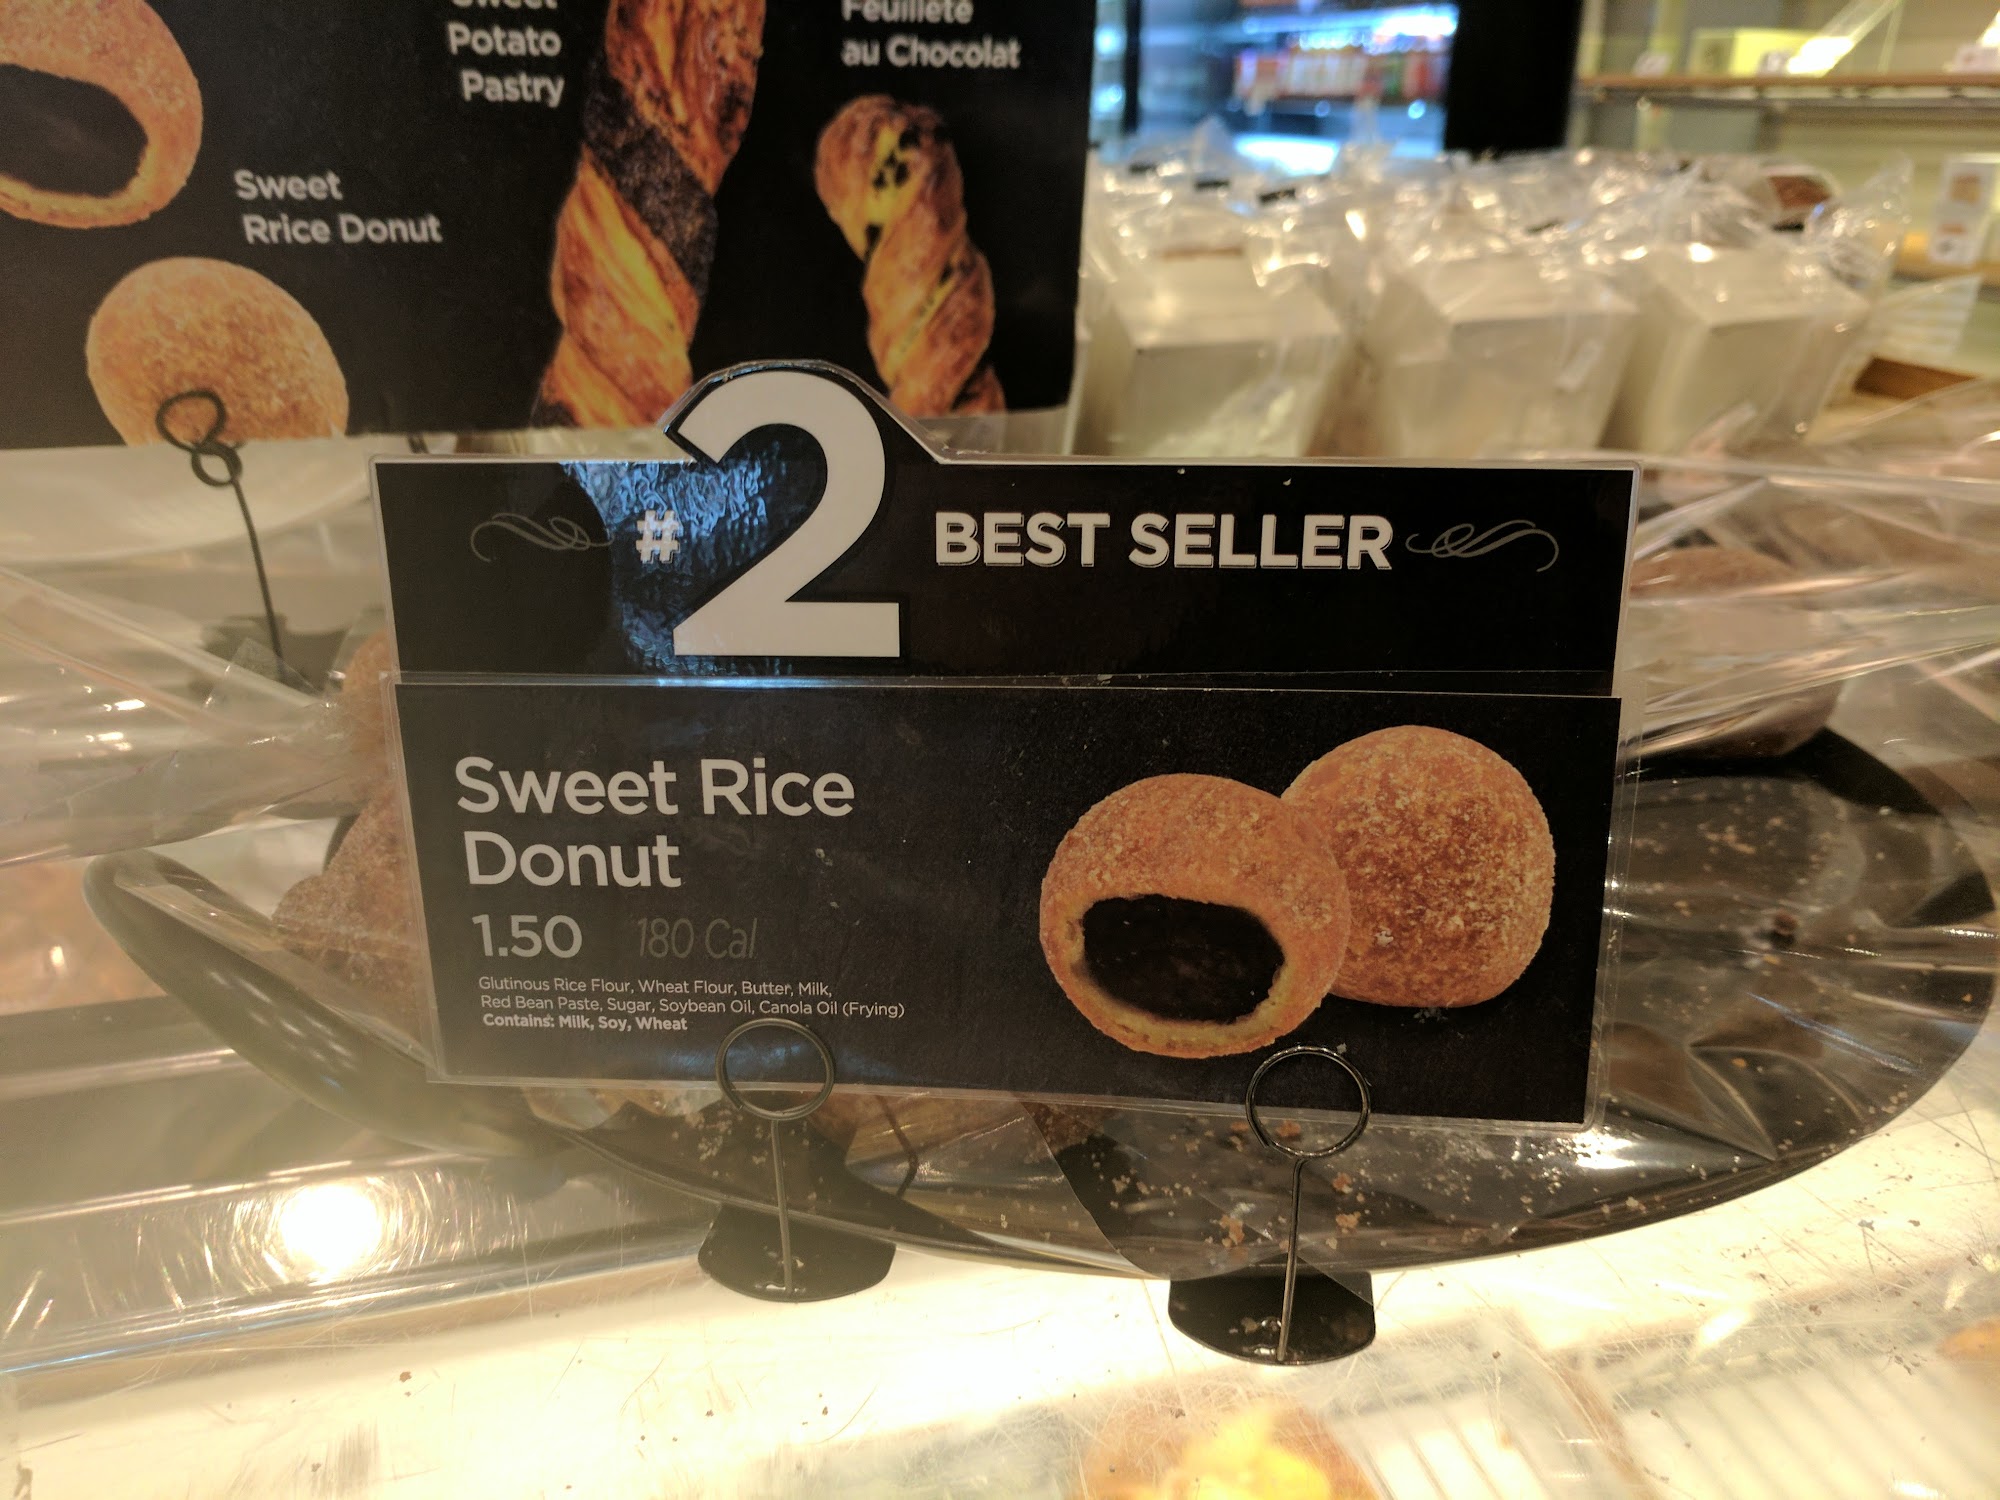 Sweet
Potato
Pastry
Feuilleté
au Chocolat
Sweet
Rrice Donut
#2 BEST SELLER
Sweet Rice
Donut
1.50 180 Cal
Glutinous Rice Flour, Wheat Flour, Butter, Milk,
Red Bean Paste, Sugar, Soybean Oil, Canola Oil (Frying)
Contains: Milk, Soy, Wheat